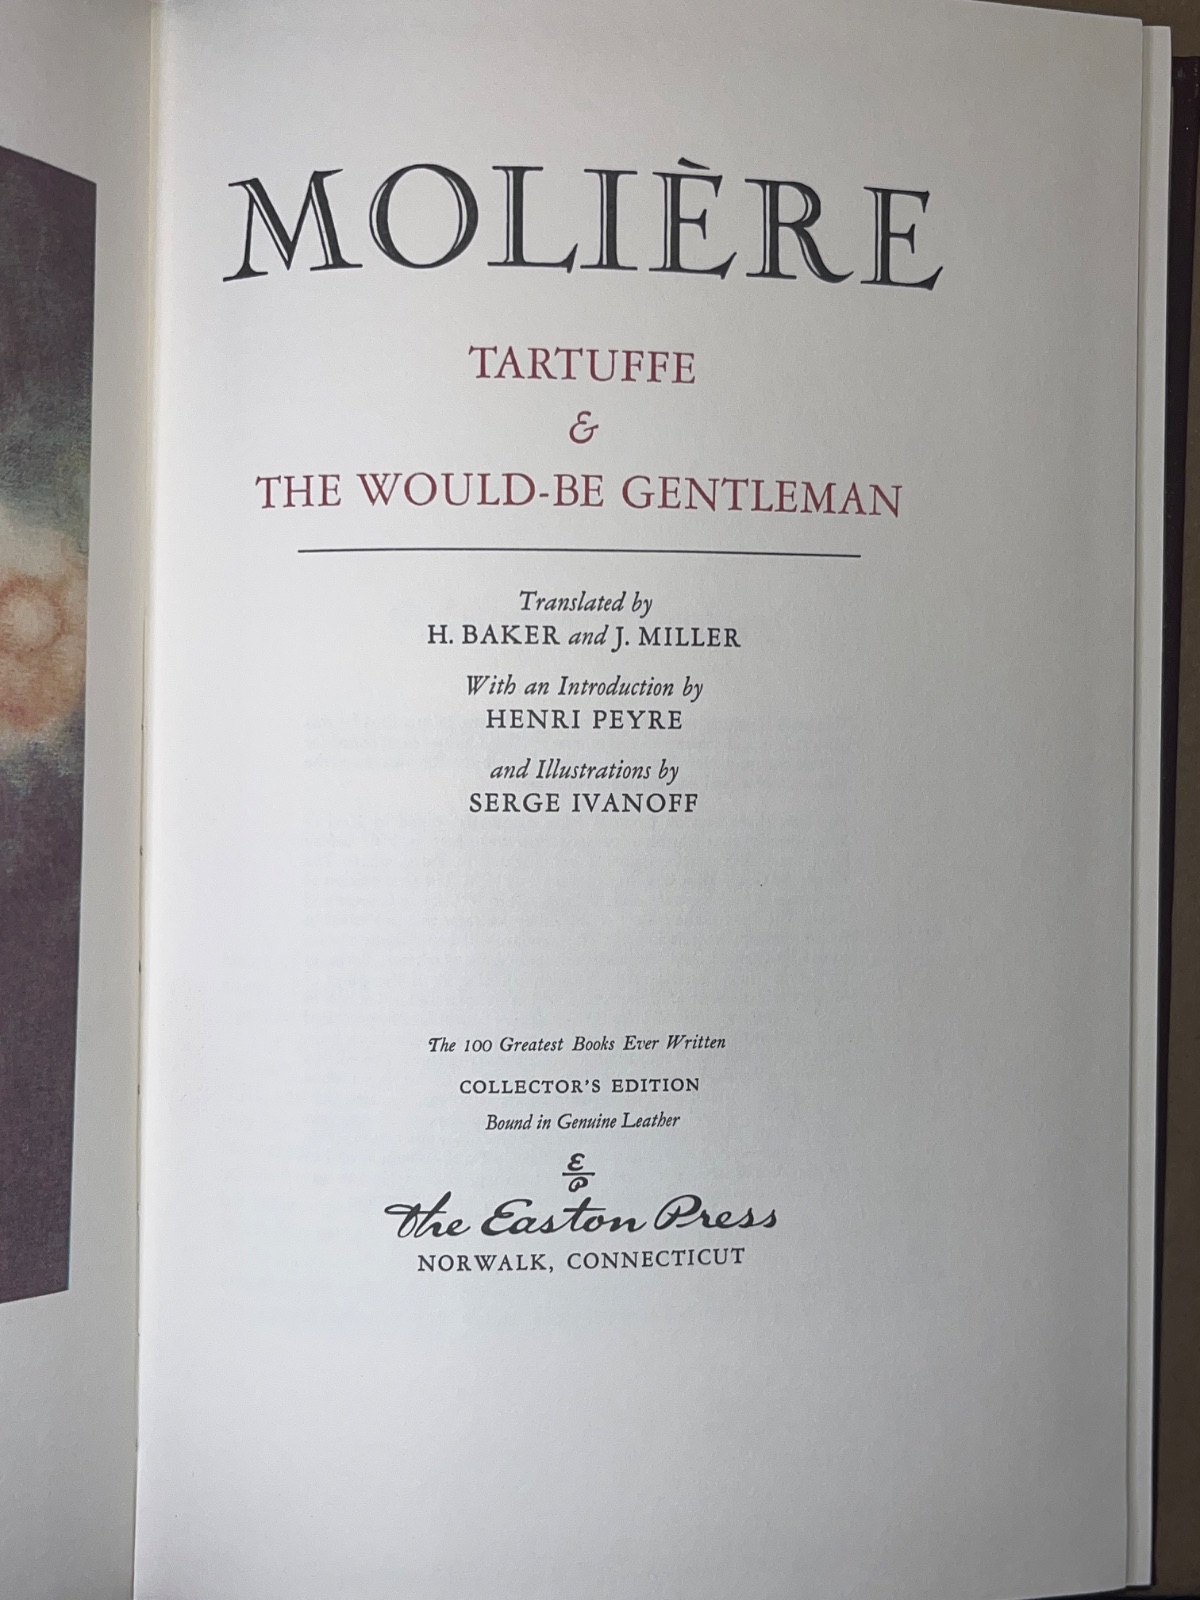 MOLIÈRE
TARTUFFE
&
THE WOULD-BE GENTLEMAN
Translated by
H. BAKER and J. MILLER
With an Introduction by
HENRI PEYRE
and Illustrations by
SERGE IVANOFF
The 100 Greatest Books Ever Written
COLLECTOR'S EDITION
Bound in Genuine Leather
E
P
The Easton Press
NORWALK, CONNECTICUT